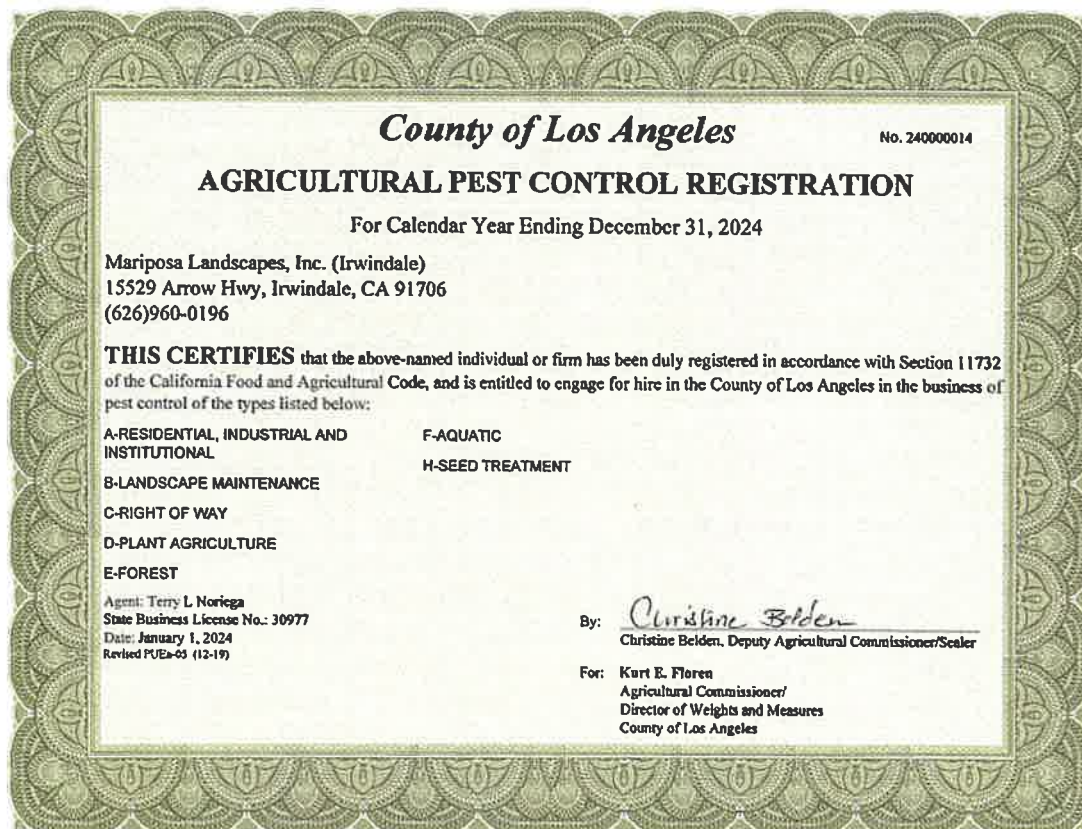 County of Los Angeles
No. 240000014
AGRICULTURAL PEST CONTROL REGISTRATION
For Calendar Year Ending December 31, 2024
Mariposa Landscapes, Inc. (Irwindale)
15529 Arrow Hwy, Irwindale, CA 91706
(626)960-0196
THIS CERTIFIES that the above-named individual or firm has been duly registered in accordance with Section 11732
of the California Food and Agricultural Code, and is entitled to engage for hire in the County of Los Angeles in the business of
pest control of the types listed below:
A-RESIDENTIAL, INDUSTRIAL AND
INSTITUTIONAL
B-LANDSCAPE MAINTENANCE
C-RIGHT OF WAY
D-PLANT AGRICULTURE
E-FOREST
F-AQUATIC
H-SEED TREATMENT
Agent: Terry L Noriega
State Business License No.: 30977
Date: January 1, 2024
Revised PUEa-05 (12-19)
By: Christine Belden
Christine Belden, Deputy Agricultural Commissioner/Sealer
For: Kurt E. Floren
Agricultural Commissioner/
Director of Weights and Measures
County of Los Angeles